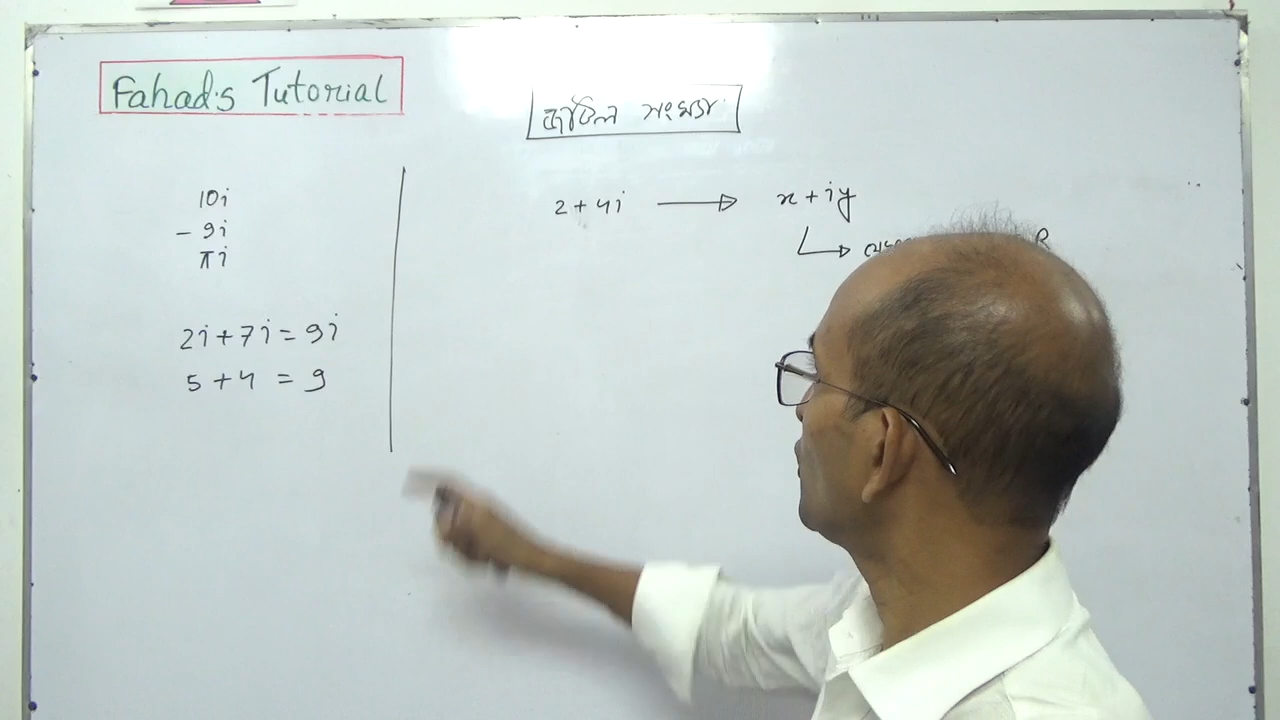 Fahad's Tutorial
জটিল সংখ্যা
10i
- 9i
πi
2i + 7i = 9i
5 + 4 = 9
2 + 4i → x + iy
R